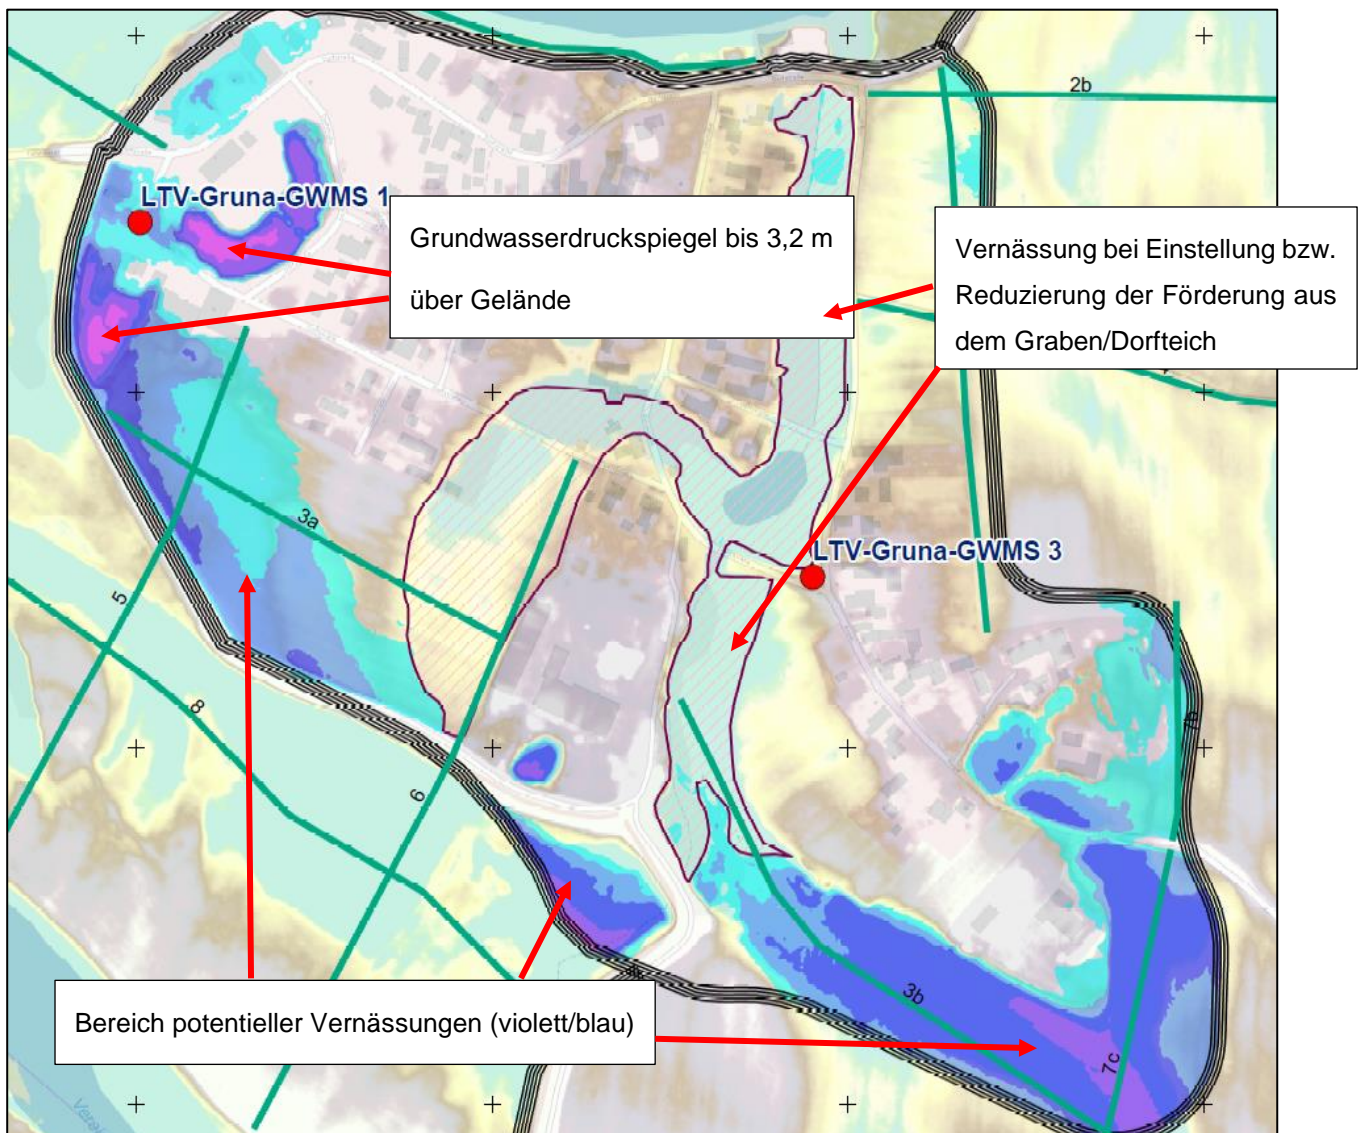 2b
LTV-Gruna-GWMS 1
Grundwasserdruckspiegel bis 3,2 m
über Gelände
Vernässung bei Einstellung bzw.
Reduzierung der Förderung aus
dem Graben/Dorfteich
3a
LTV-Gruna-GWMS 3
5
8
6
3b
7c
Bereich potentieller Vernässungen (violett/blau)